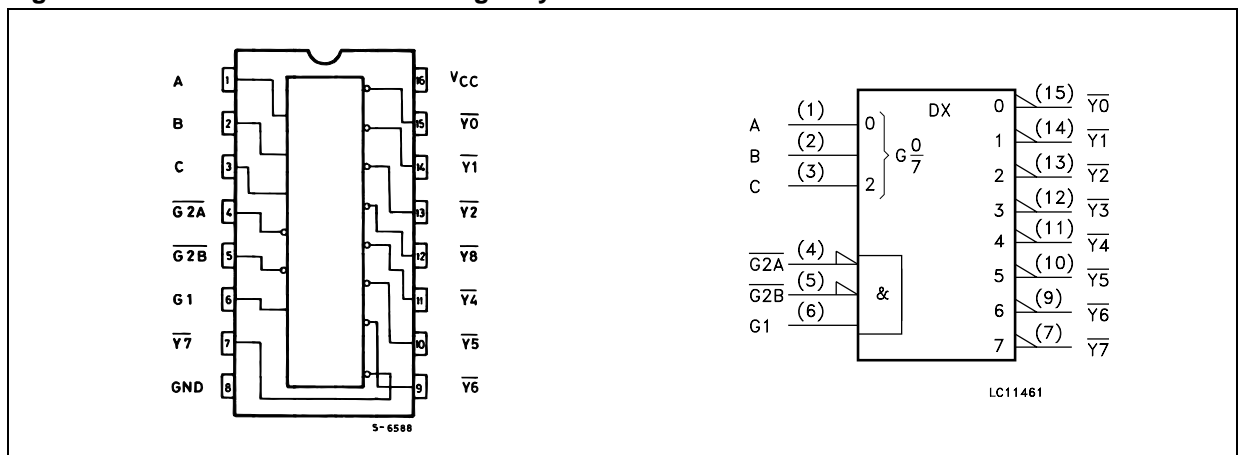 A 1 16 VCC
B 2 15 Y0
C 3 14 Y1
G2A 4 13 Y2
G2B 5 12 Y8
G1 6 11 Y4
Y7 7 10 Y5
GND 8 9 Y6
S-6588
DX
A (1) 0
B (2)
C (3) 2
G 0/7
G2A (4)
G2B (5)
G1 (6)
&
0 (15) Y0
1 (14) Y1
2 (13) Y2
3 (12) Y3
4 (11) Y4
5 (10) Y5
6 (9) Y6
7 (7) Y7
LC11461